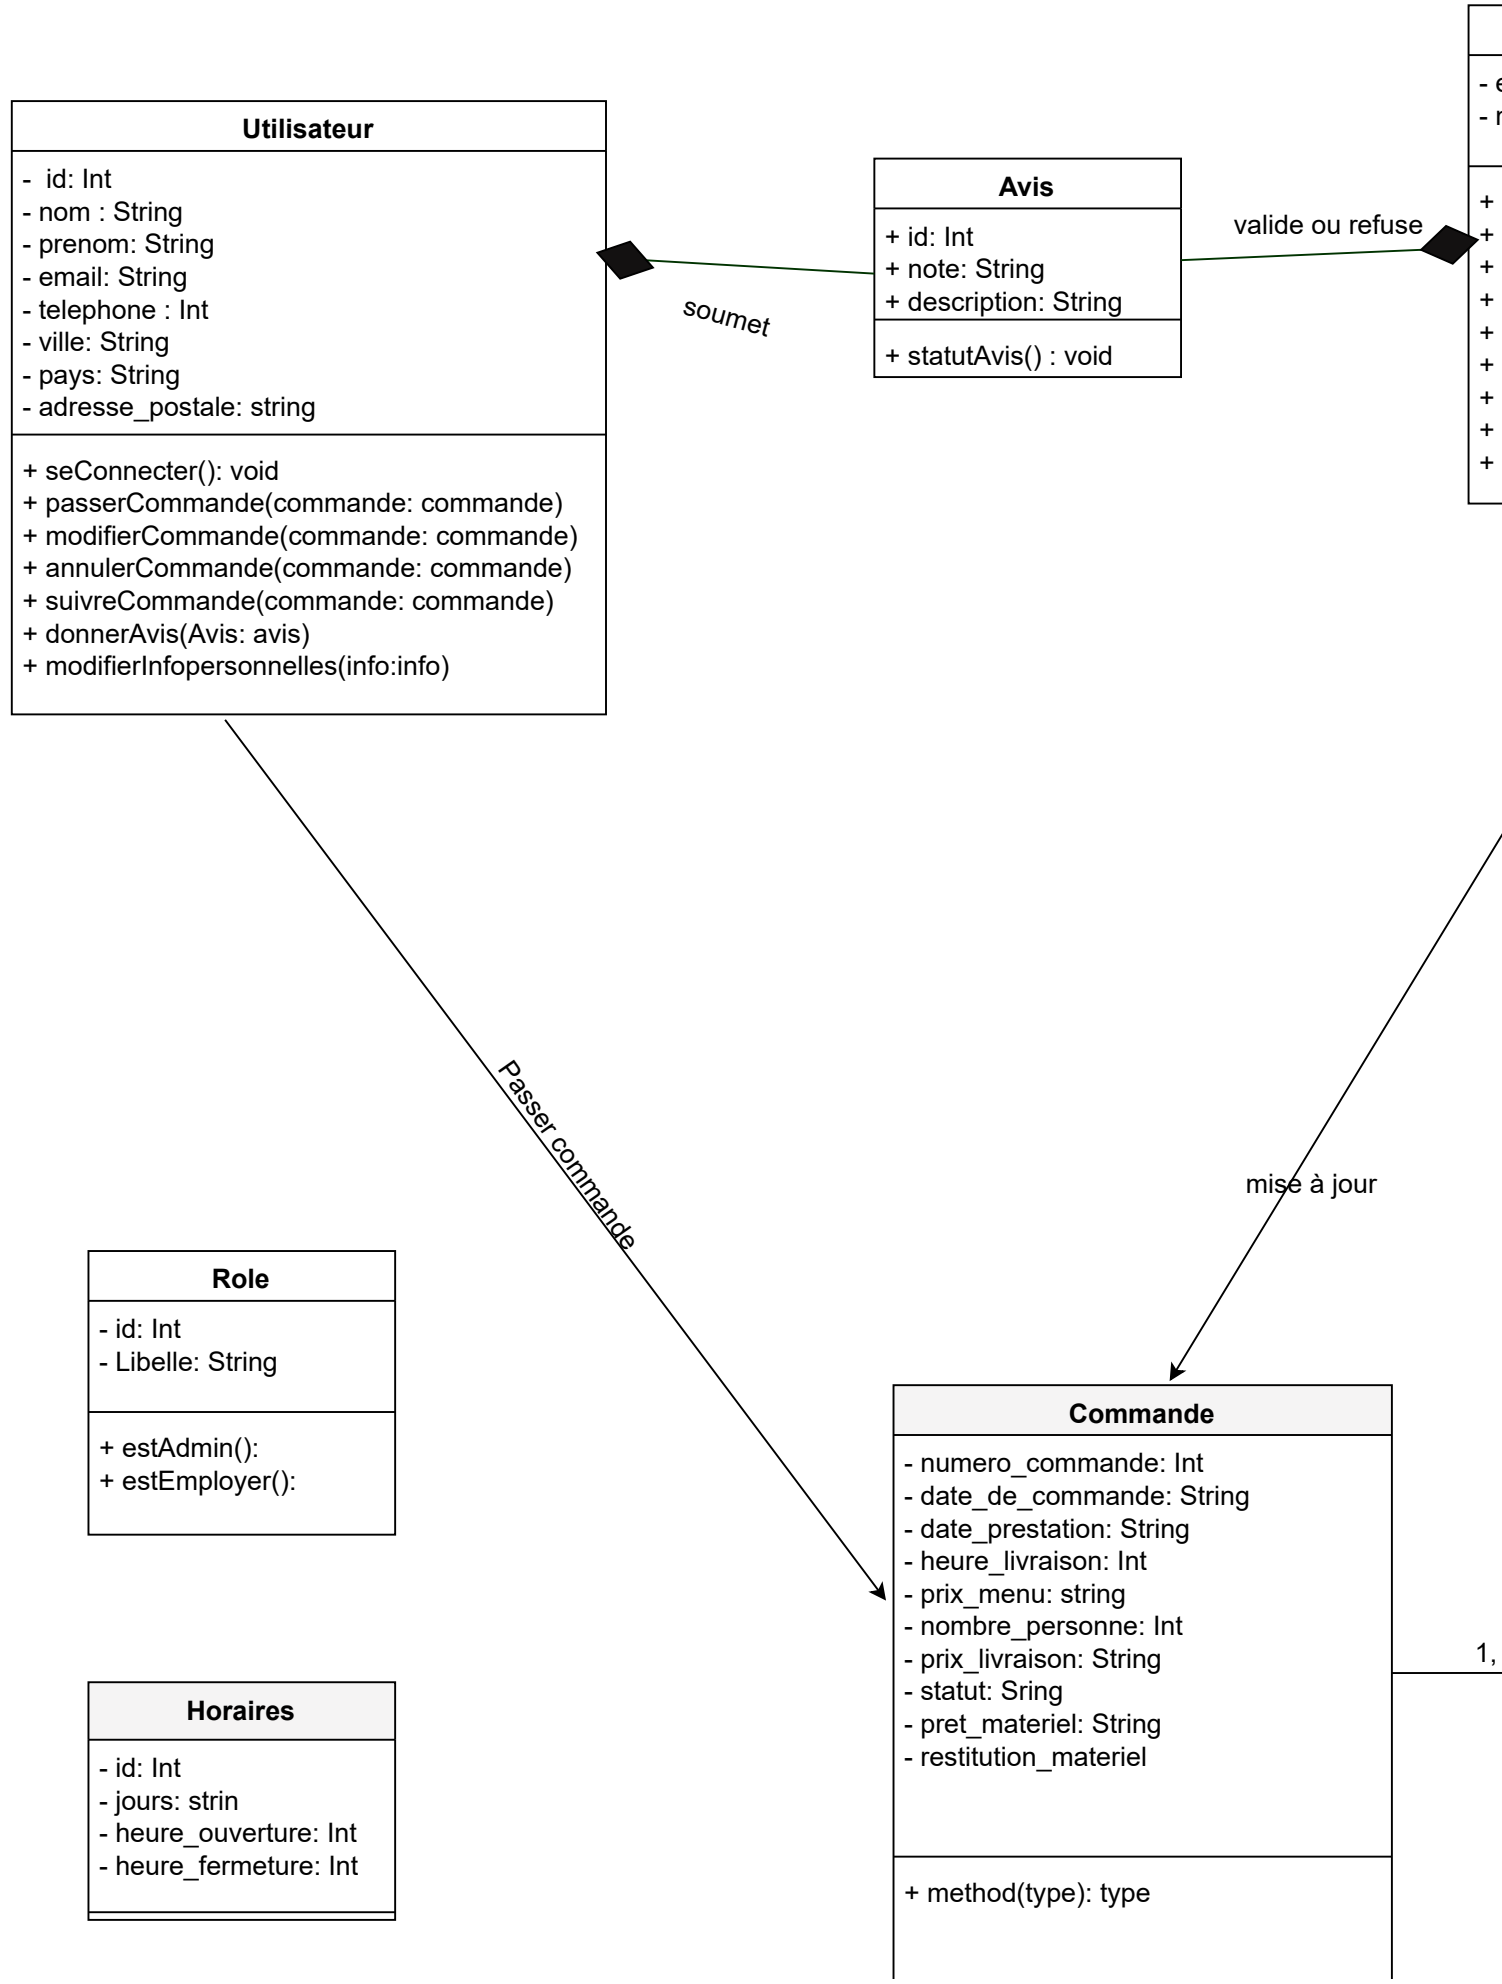 Utilisateur
- id: Int
- nom : String
- prenom: String
- email: String
- telephone : Int
- ville: String
- pays: String
- adresse_postale: string
+ seConnecter(): void
+ passerCommande(commande: commande)
+ modifierCommande(commande: commande)
+ annulerCommande(commande: commande)
+ suivreCommande(commande: commande)
+ donnerAvis(Avis: avis)
+ modifierInfopersonnelles(info:info)
soumet
Avis
+ id: Int
+ note: String
+ description: String
+ statutAvis() : void
valide ou refuse
- e
-
+
+
+
+
+
+
+
+
+
Passer commande
mise à jour
Role
- id: Int
- Libelle: String
+ estAdmin():
+ estEmployer():
Horaires
- id: Int
- jours: strin
- heure_ouverture: Int
- heure_fermeture: Int
Commande
- numero_commande: Int
- date_de_commande: String
- date_prestation: String
- heure_livraison: Int
- prix_menu: string
- nombre_personne: Int
- prix_livraison: String
- statut: Sring
- pret_materiel: String
- restitution_materiel
+ method(type): type
1,